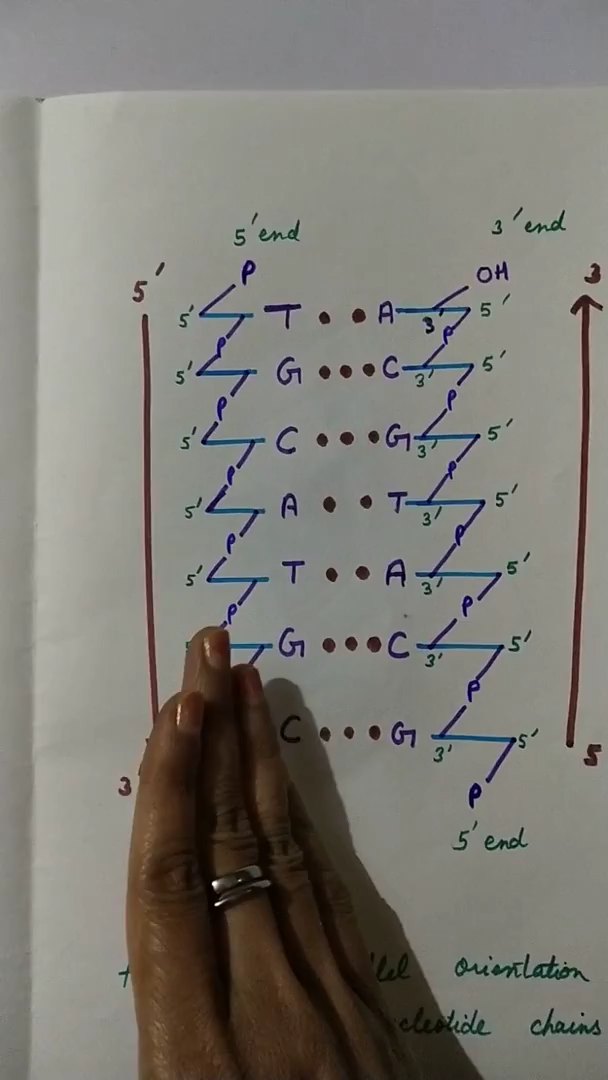 5' end 3' end
5' P OH 3
5' T A 3' 5'
P P
5' G C 3' 5'
P P
5' C G 3' 5'
P P
5' A T 3' 5'
P P
5' T A 3' 5'
P P
G C 3' 5'
P
C G 3' 5'
3' P 5
5' end
orientation
chains